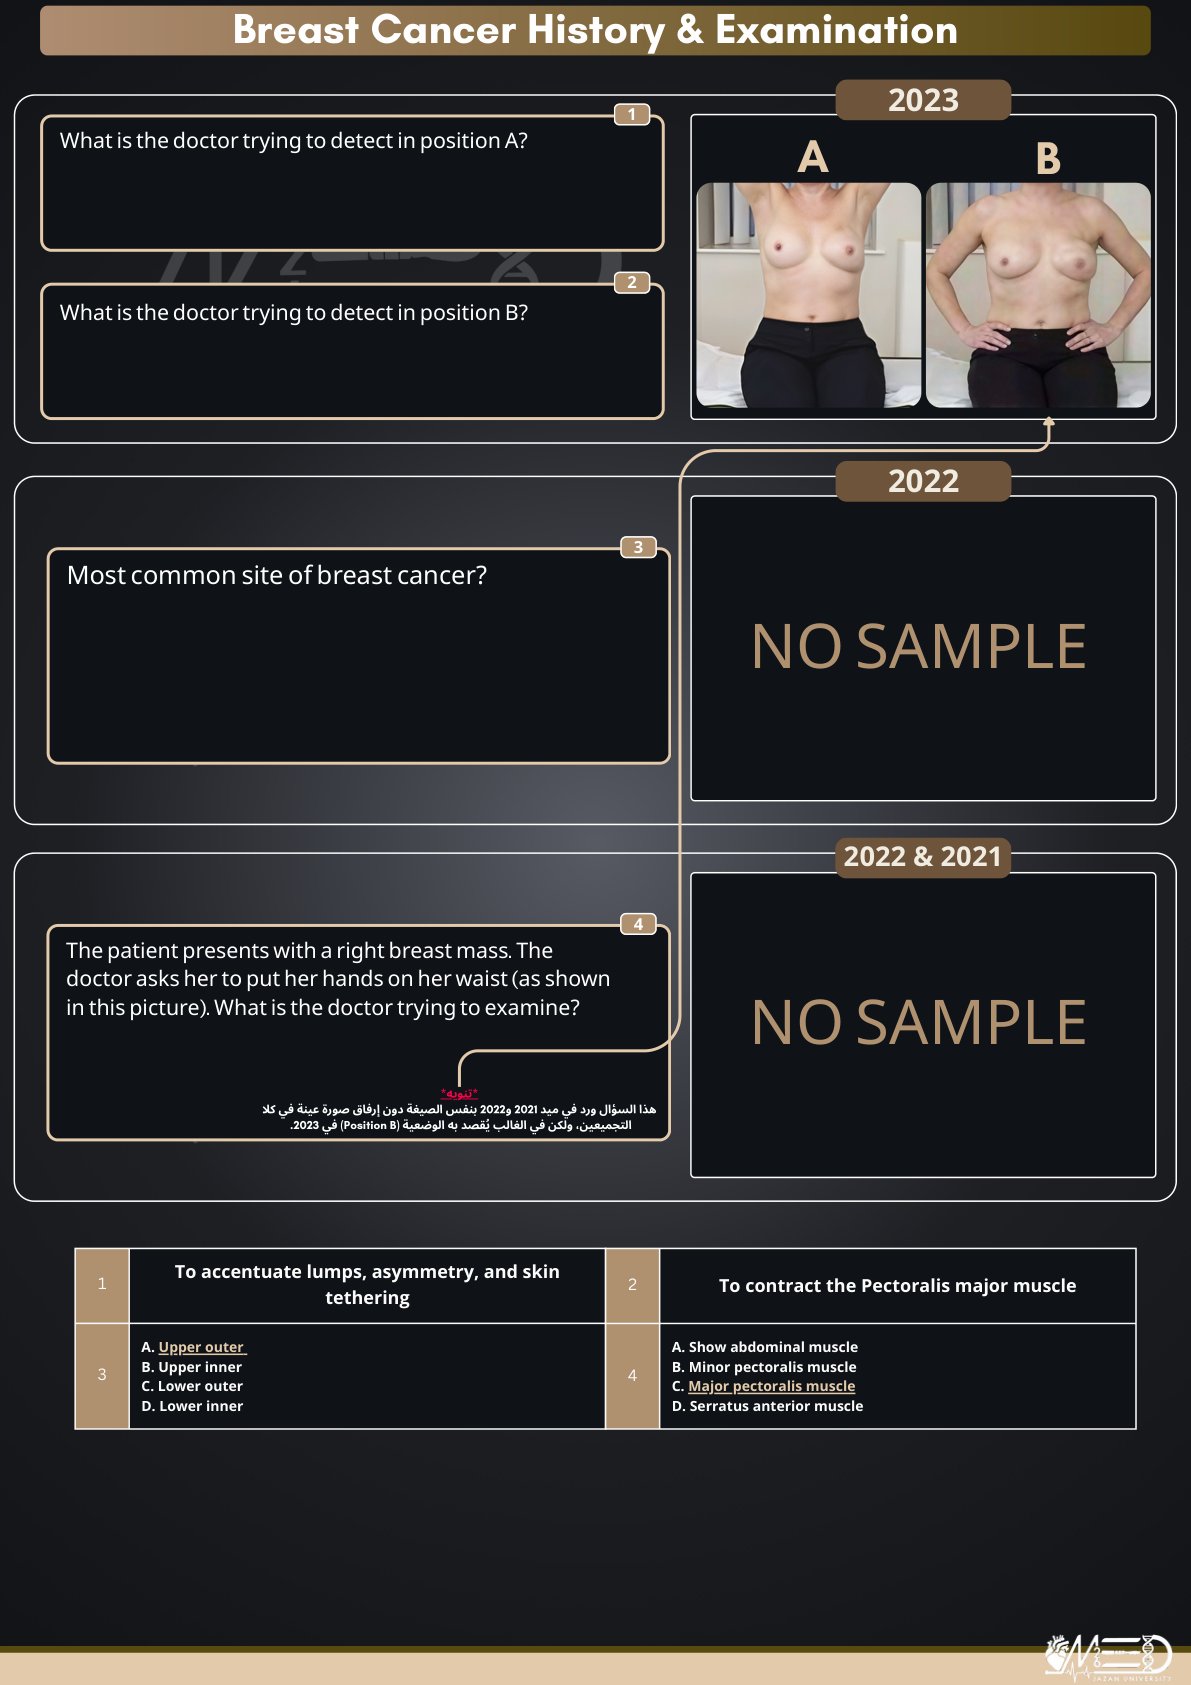 Breast Cancer History & Examination
2023
1
What is the doctor trying to detect in position A?
A
B
2
What is the doctor trying to detect in position B?
2022
3
Most common site of breast cancer?
NO SAMPLE
2022 & 2021
4
The patient presents with a right breast mass. The
doctor asks her to put her hands on her waist (as shown
in this picture). What is the doctor trying to examine?
NO SAMPLE
*تنويه*
هذا السؤال ورد في ميد 2021 و2022 بنفس الصيغة دون إرفاق صورة عينة في كلا
التجميعين، ولكن في الغالب يُقصد به الوضعية (Position B) في 2023.
1
To accentuate lumps, asymmetry, and skin
tethering
2
To contract the Pectoralis major muscle
3
A. Upper outer
B. Upper inner
C. Lower outer
D. Lower inner
4
A. Show abdominal muscle
B. Minor pectoralis muscle
C. Major pectoralis muscle
D. Serratus anterior muscle
MED
JAZAN UNIVERSITY